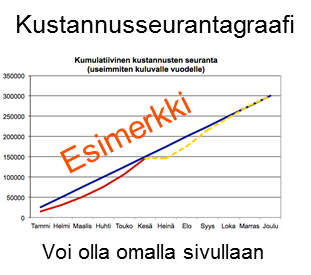 Kustannusseurantagraafi
Kumulatiivinen kustannusten seuranta
(useimmiten kuluvalle vuodelle)
350000
300000
250000
200000
150000
100000
50000
0
Esimerkki
Tammi Helmi Maalis Huhti Touko Kesä Heinä Elo Syys Loka Marras Joulu
Voi olla omalla sivullaan